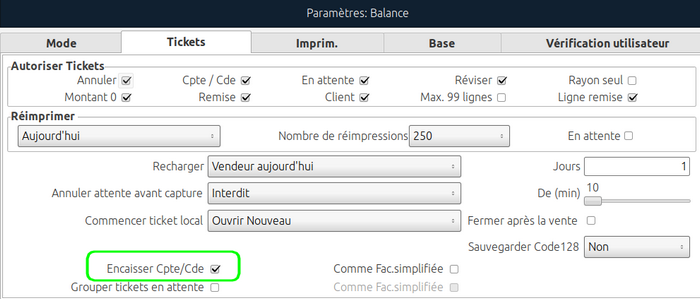 Paramètres: Balance
Mode Tickets Imprim. Base Vérification utilisateur
Autoriser Tickets
Annuler Cpte / Cde En attente Réviser Rayon seul
Montant 0 Remise Client Max. 99 lignes Ligne remise
Réimprimer
Aujourd'hui Nombre de réimpressions 250 En attente
Recharger Vendeur aujourd'hui Jours 1
Annuler attente avant capture Interdit De (min) 10
Commencer ticket local Ouvrir Nouveau Fermer après la vente
Sauvegarder Code128 Non
Encaisser Cpte/Cde Comme Fac.simplifiée
Grouper tickets en attente Comme Fac.simplifiée